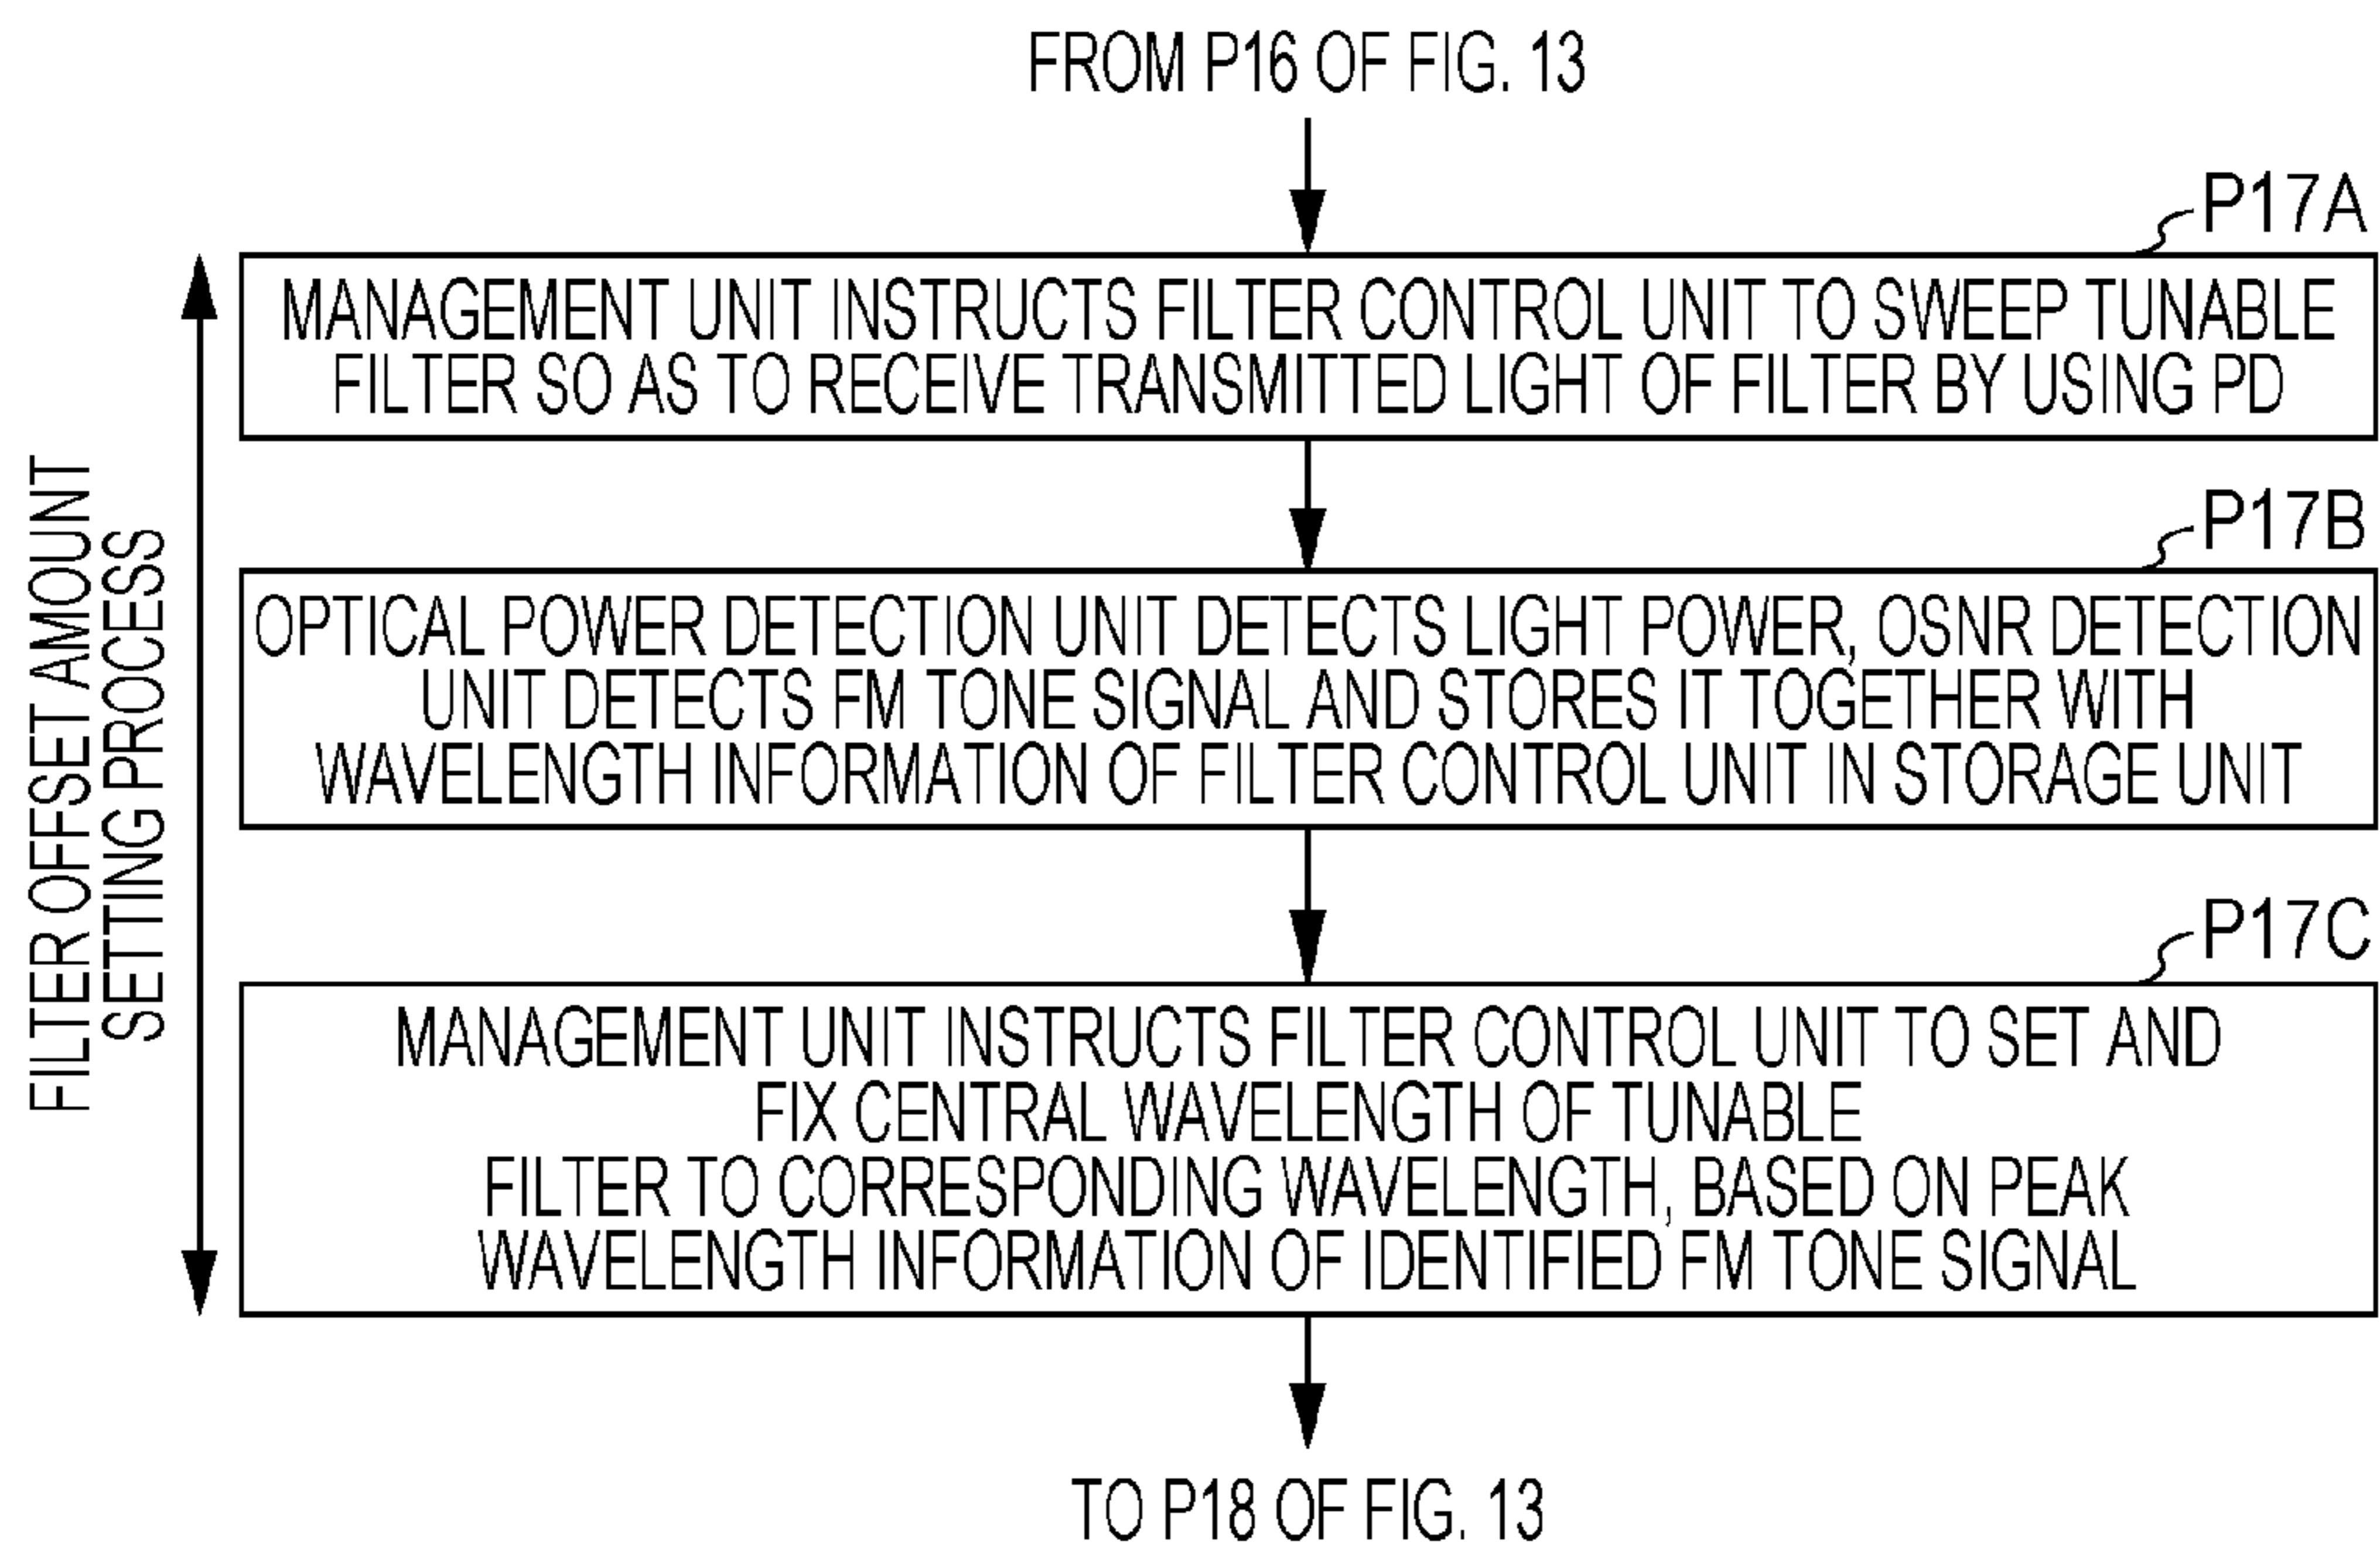 FROM P16 OF FIG. 13
P17A
MANAGEMENT UNIT INSTRUCTS FILTER CONTROL UNIT TO SWEEP TUNABLE
FILTER SO AS TO RECEIVE TRANSMITTED LIGHT OF FILTER BY USING PD
P17B
OPTICAL POWER DETECTION UNIT DETECTS LIGHT POWER, OSNR DETECTION
UNIT DETECTS FM TONE SIGNAL AND STORES IT TOGETHER WITH
WAVELENGTH INFORMATION OF FILTER CONTROL UNIT IN STORAGE UNIT
P17C
MANAGEMENT UNIT INSTRUCTS FILTER CONTROL UNIT TO SET AND
FIX CENTRAL WAVELENGTH OF TUNABLE
FILTER TO CORRESPONDING WAVELENGTH, BASED ON PEAK
WAVELENGTH INFORMATION OF IDENTIFIED FM TONE SIGNAL
FILTER OFFSET AMOUNT
SETTING PROCESS
TO P18 OF FIG. 13